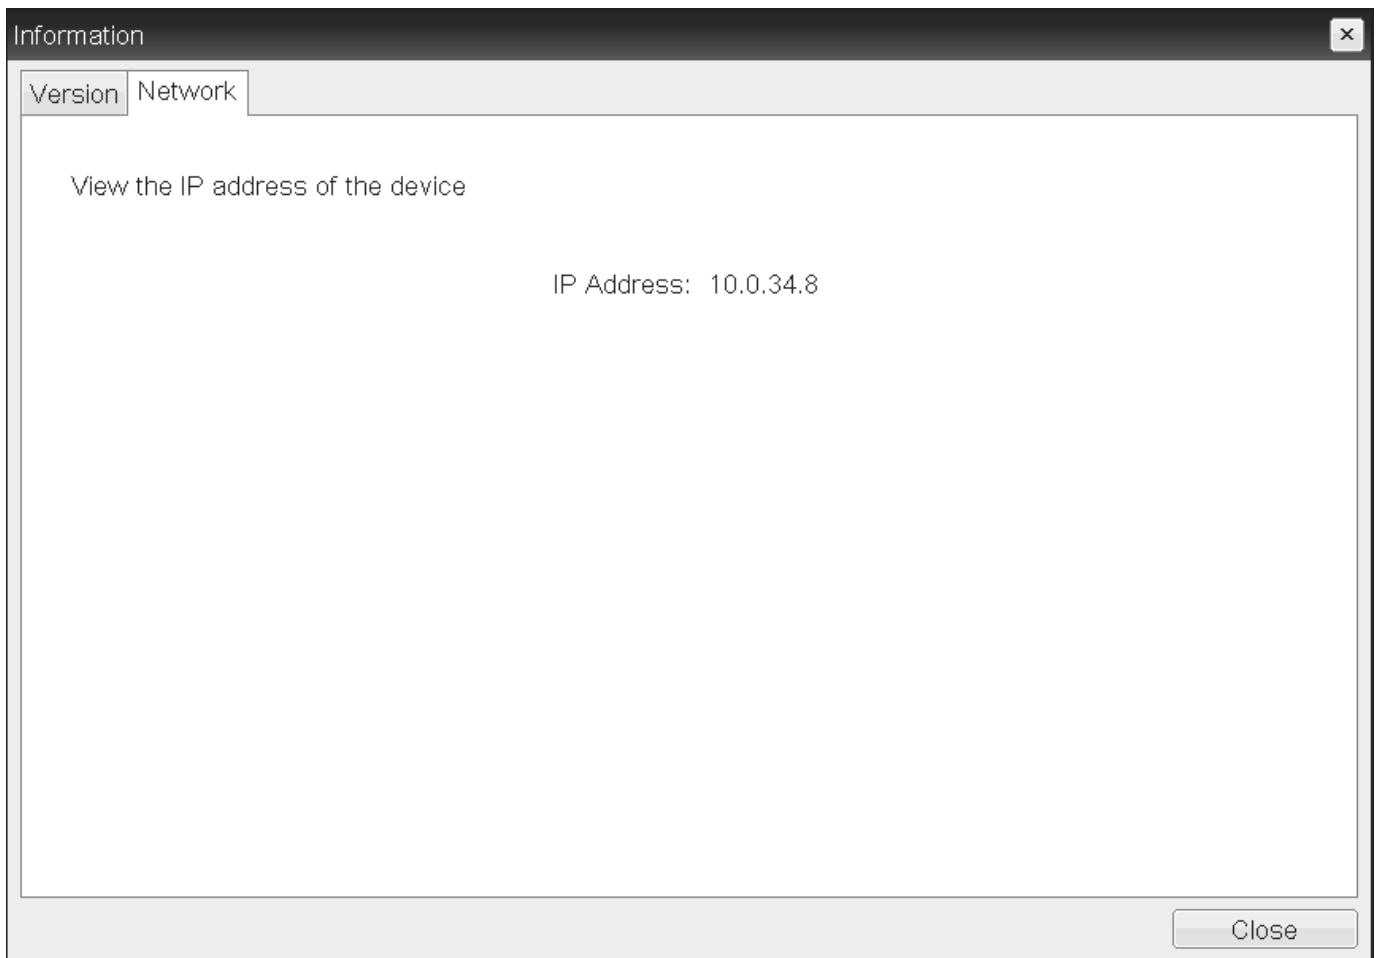 Information
Version Network
View the IP address of the device
IP Address: 10.0.34.8
Close